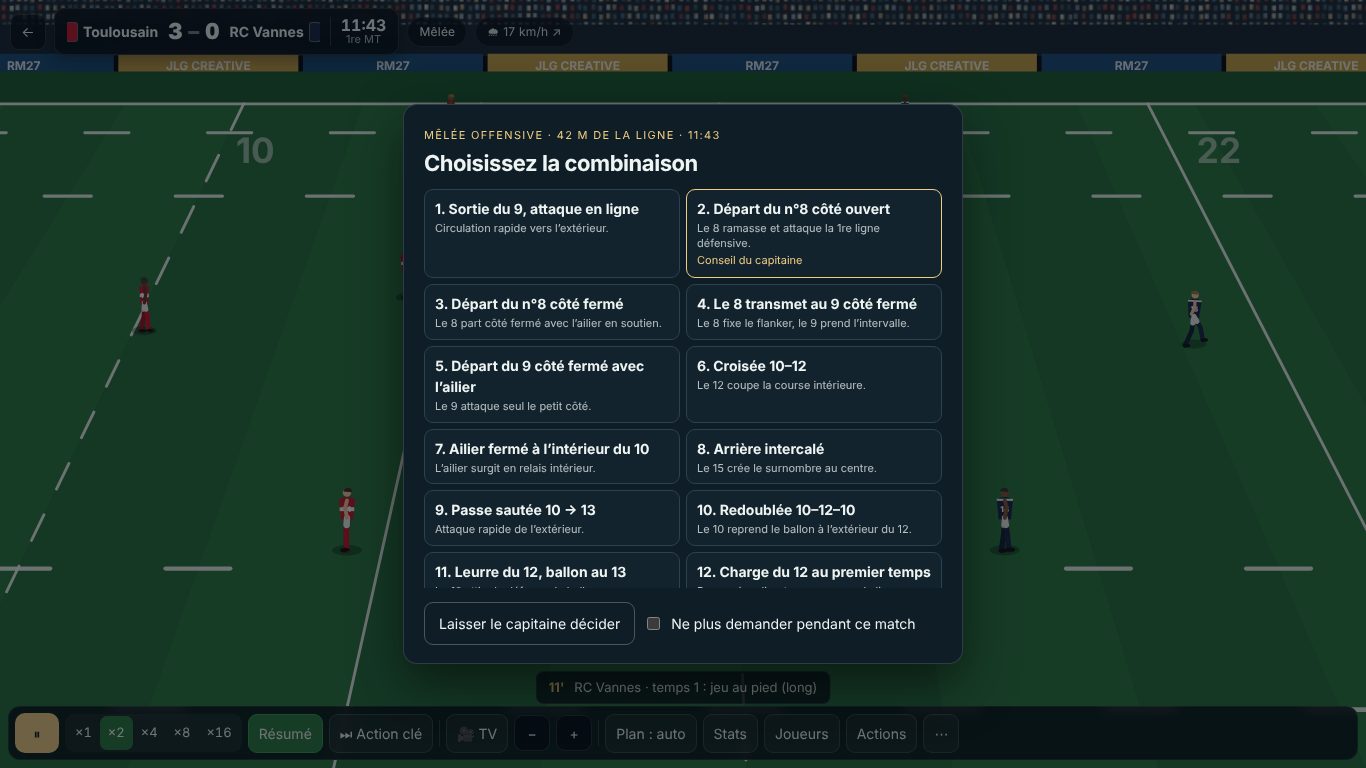 ←
Toulousain 3 – 0 RC Vannes
11:43
1re MT
Mêlée
17 km/h ↗
RM27 JLG CREATIVE RM27 JLG CREATIVE RM27 JLG CREATIVE RM27 JLG CREATIVE
10
22
MÊLÉE OFFENSIVE · 42 M DE LA LIGNE · 11:43
Choisissez la combinaison
1. Sortie du 9, attaque en ligne
Circulation rapide vers l’extérieur.
2. Départ du n°8 côté ouvert
Le 8 ramasse et attaque la 1re ligne
défensive.
Conseil du capitaine
3. Départ du n°8 côté fermé
Le 8 part côté fermé avec l’ailier en soutien.
4. Le 8 transmet au 9 côté fermé
Le 8 fixe le flanker, le 9 prend l’intervalle.
5. Départ du 9 côté fermé avec
l’ailier
Le 9 attaque seul le petit côté.
6. Croisée 10–12
Le 12 coupe la course intérieure.
7. Ailier fermé à l’intérieur du 10
L’ailier surgit en relais intérieur.
8. Arrière intercalé
Le 15 crée le surnombre au centre.
9. Passe sautée 10 → 13
Attaque rapide de l’extérieur.
10. Redoublée 10–12–10
Le 10 reprend le ballon à l’extérieur du 12.
11. Leurre du 12, ballon au 13
12. Charge du 12 au premier temps
Laisser le capitaine décider
Ne plus demander pendant ce match
11' RC Vannes · temps 1 : jeu au pied (long)
×1 ×2 ×4 ×8 ×16 Résumé Action clé TV − + Plan : auto Stats Joueurs Actions ⋯